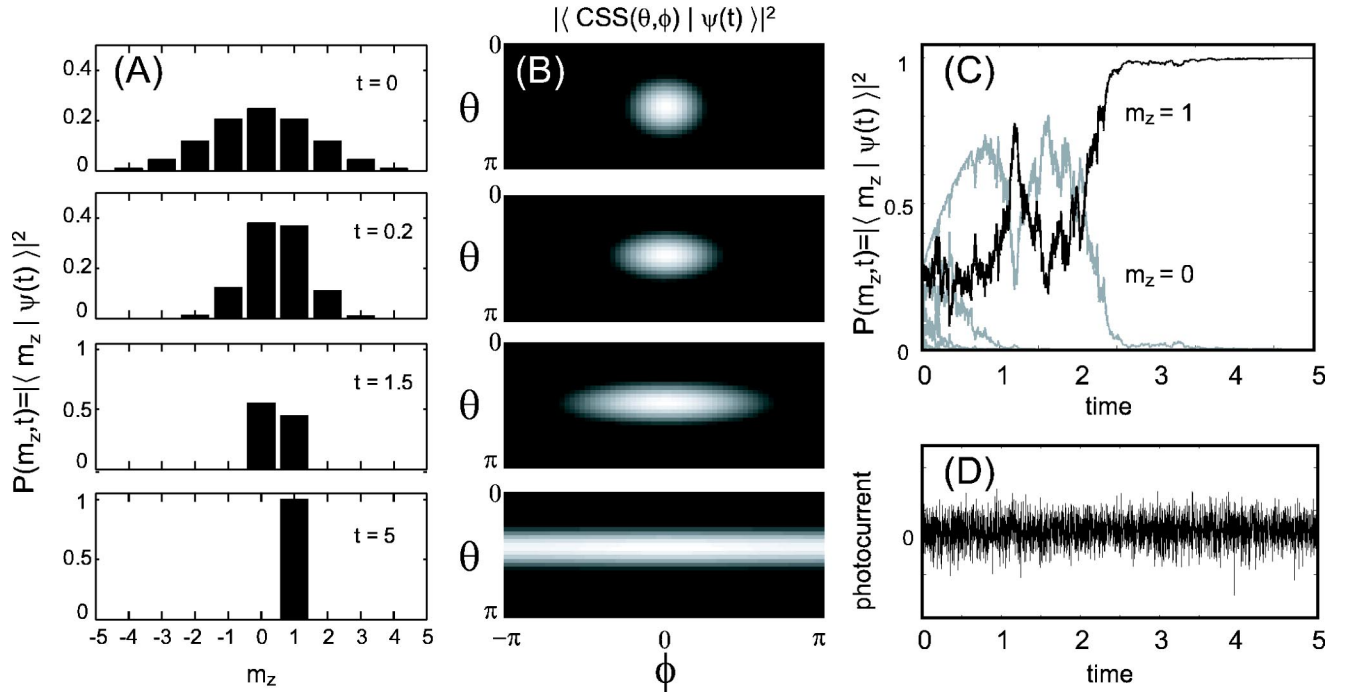 |⟨ CSS(θ,ϕ) | ψ(t) ⟩|²
(A)
t = 0
0.4
0.2
0
t = 0.2
0.4
0.2
0
t = 1.5
1
0.5
0
t = 5
1
0.5
0
-5 -4 -3 -2 -1 0 1 2 3 4 5
m_z
P(m_z,t)=|⟨ m_z | ψ(t) ⟩|²
(B)
0
θ
π
0
θ
π
0
θ
π
0
θ
π
−π 0 π
ϕ
(C)
1
0.5
0
m_z = 1
m_z = 0
P(m_z,t)=|⟨ m_z | ψ(t) ⟩|²
0 1 2 3 4 5
time
(D)
photocurrent
0
0 1 2 3 4 5
time